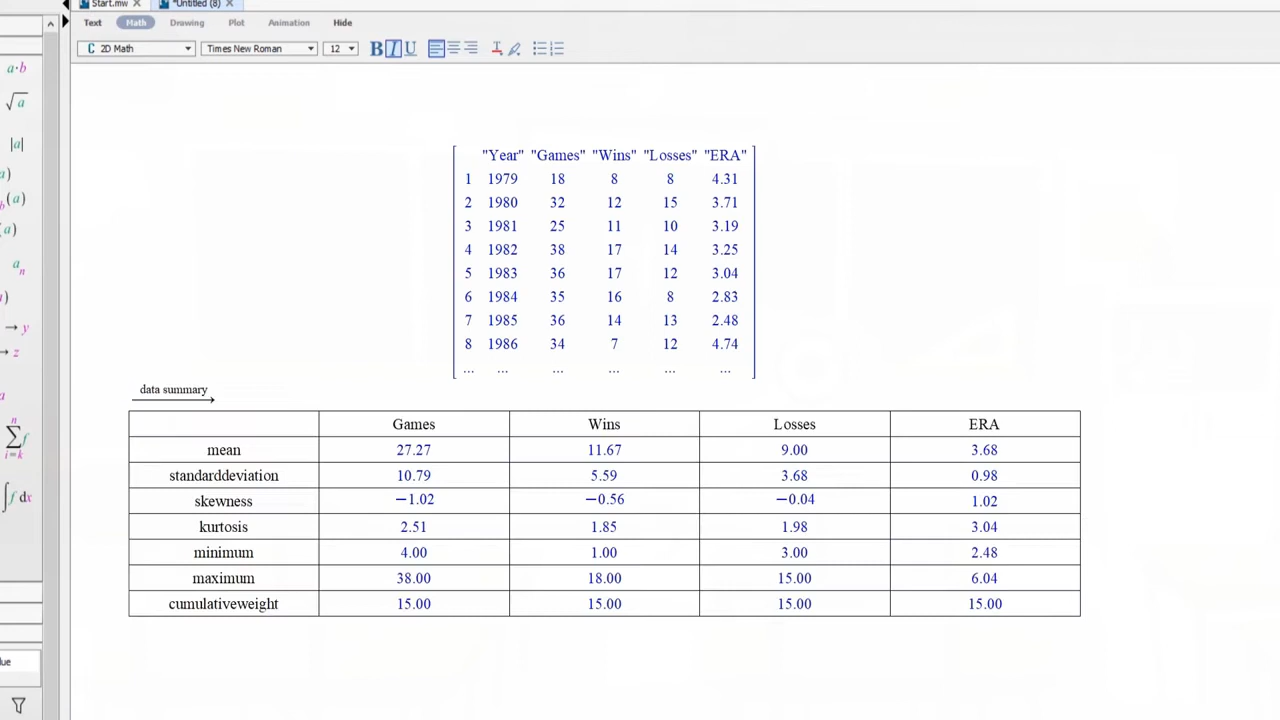 Start.mw
*Untitled (8)
Text Math Drawing Plot Animation Hide
C 2D Math Times New Roman 12 B I U
a·b
√a
|a|
a)
b(a)
(a)
a n
)
→ y
→ z
a
n
∑f
i=k
∫f dx
"Year" "Games" "Wins" "Losses" "ERA"
1 1979 18 8 8 4.31
2 1980 32 12 15 3.71
3 1981 25 11 10 3.19
4 1982 38 17 14 3.25
5 1983 36 17 12 3.04
6 1984 35 16 8 2.83
7 1985 36 14 13 2.48
8 1986 34 7 12 4.74
... ... ... ... ... ...
data summary
Games Wins Losses ERA
mean 27.27 11.67 9.00 3.68
standarddeviation 10.79 5.59 3.68 0.98
skewness −1.02 −0.56 −0.04 1.02
kurtosis 2.51 1.85 1.98 3.04
minimum 4.00 1.00 3.00 2.48
maximum 38.00 18.00 15.00 6.04
cumulativeweight 15.00 15.00 15.00 15.00
lue